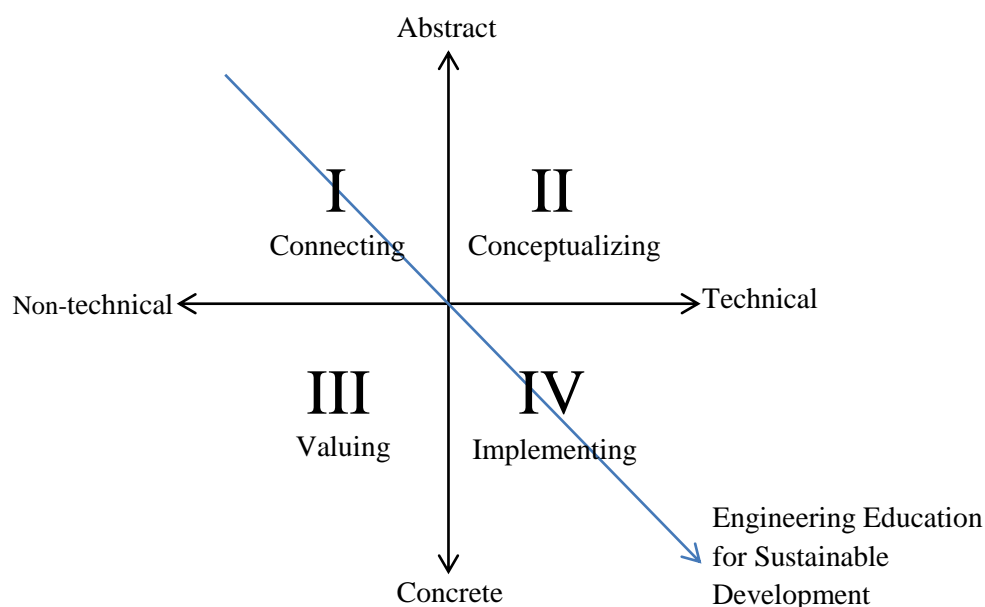 Abstract
I
II
Connecting
Conceptualizing
Non-technical
Technical
III
IV
Valuing
Implementing
Engineering Education
for Sustainable
Development
Concrete